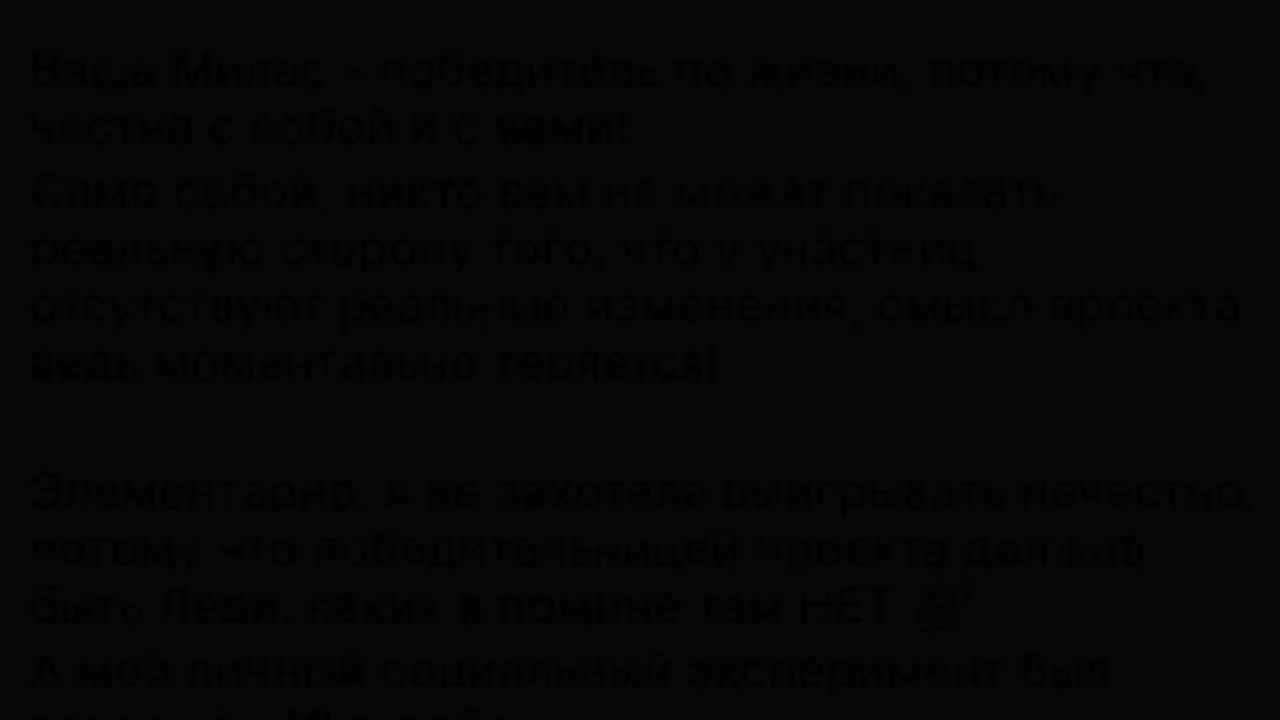 Ваша Милас - победитель по жизни, потому что,
честна с собой и с вами!
Само собой, никто вам не может показать
реальную сторону того, что у участниц
отсутствуют реальные изменения, смысл проекта
ведь моментально теряется!
Элементарно, я не захотела выигрывать нечестно,
потому что победительницей проекта должна
быть Леди, каких в помине там НЕТ
А мой личный социальный эксперимент был